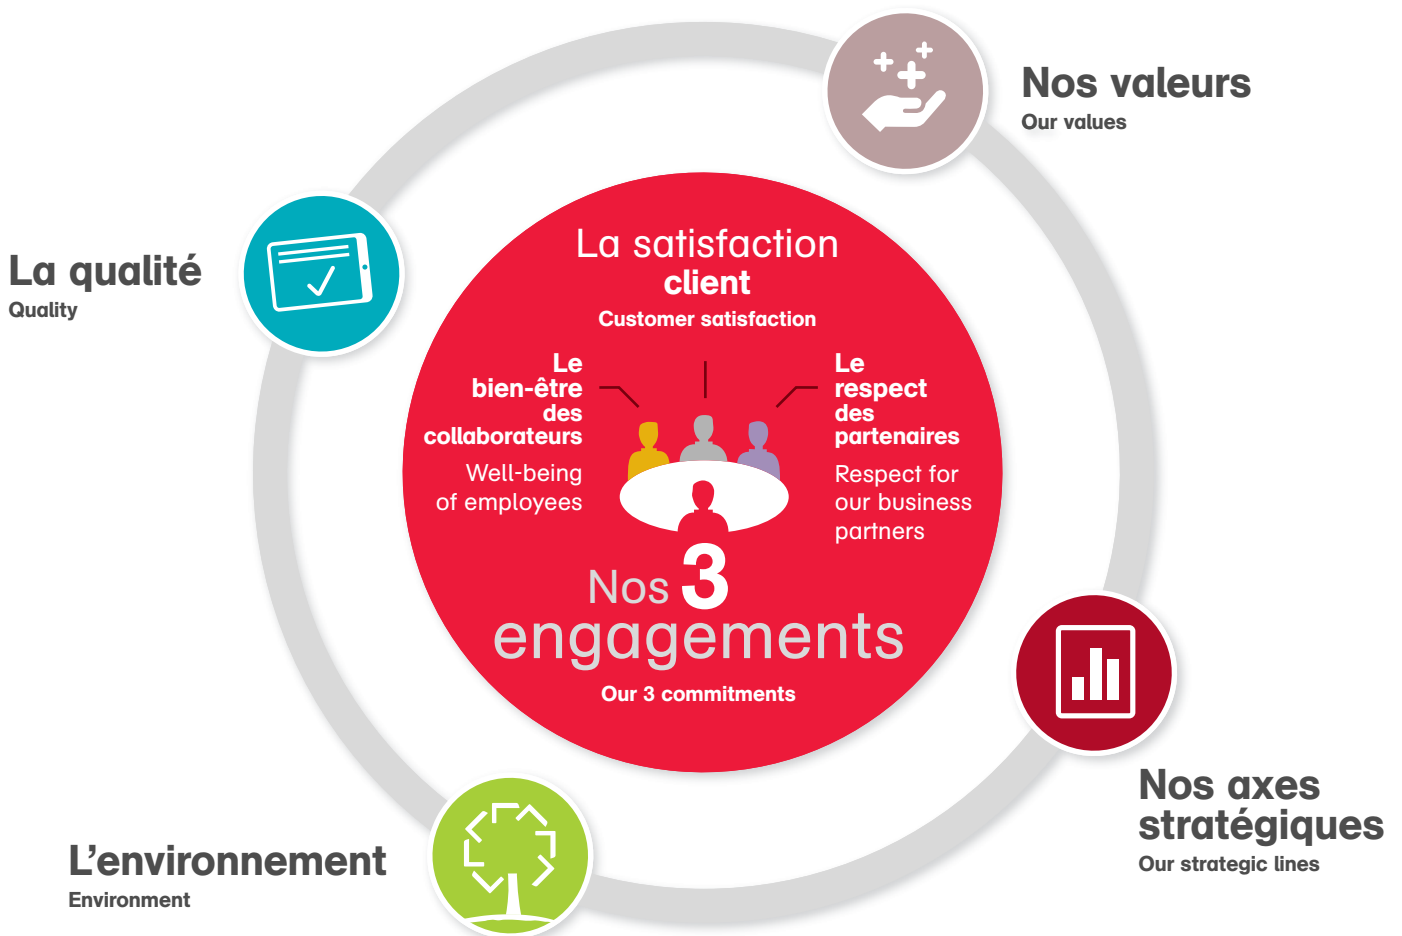 Nos valeurs
Our values
La qualité
Quality
La satisfaction
client
Customer satisfaction
Le
bien-être
des
collaborateurs
Well-being
of employees
Le
respect
des
partenaires
Respect for
our business
partners
Nos 3
engagements
Our 3 commitments
Nos axes
stratégiques
Our strategic lines
L’environnement
Environment